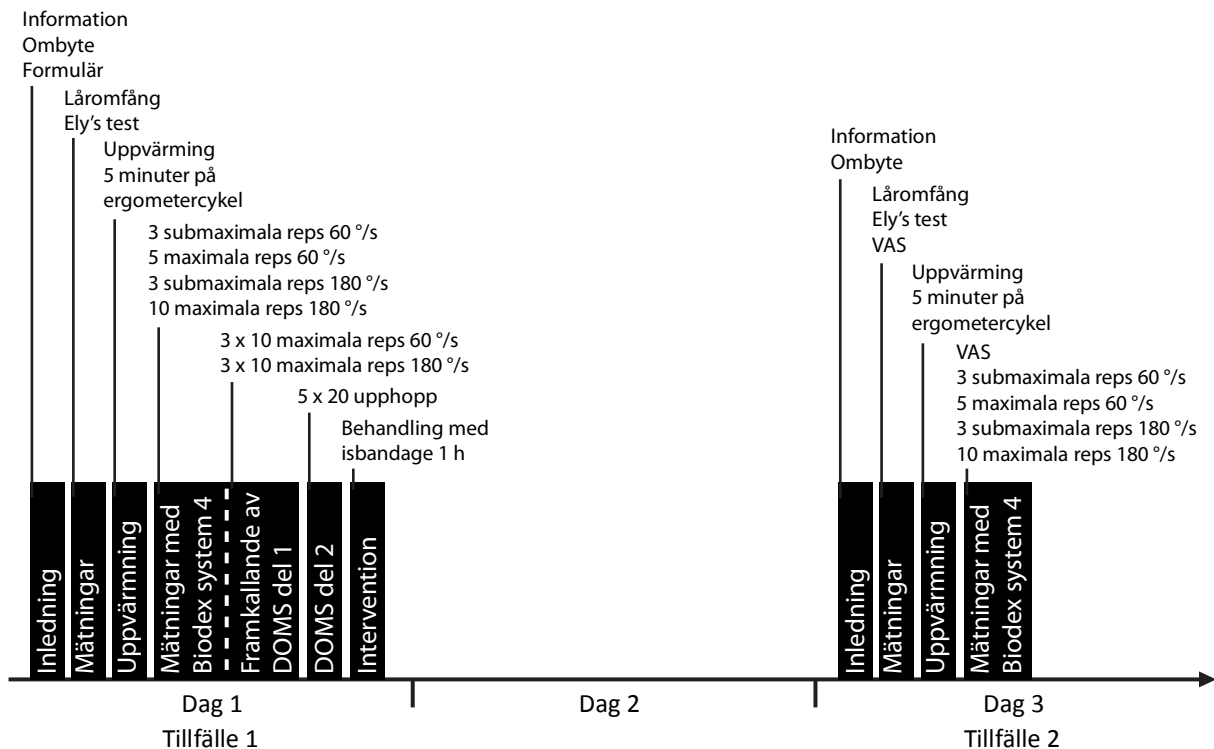 Information
Ombyte
Formulär
Låromfång
Ely's test
Uppvärming
5 minuter på
ergometercykel
3 submaximala reps 60 °/s
5 maximala reps 60 °/s
3 submaximala reps 180 °/s
10 maximala reps 180 °/s
3 x 10 maximala reps 60 °/s
3 x 10 maximala reps 180 °/s
5 x 20 upphopp
Behandling med
isbandage 1 h
Inledning
Mätningar
Uppvärmning
Mätningar med
Biodex system 4
Framkallande av
DOMS del 1
DOMS del 2
Intervention
Information
Ombyte
Låromfång
Ely's test
VAS
Uppvärming
5 minuter på
ergometercykel
VAS
3 submaximala reps 60 °/s
5 maximala reps 60 °/s
3 submaximala reps 180 °/s
10 maximala reps 180 °/s
Inledning
Mätningar
Uppvärmning
Mätningar med
Biodex system 4
Dag 1
Tillfälle 1
Dag 2
Dag 3
Tillfälle 2